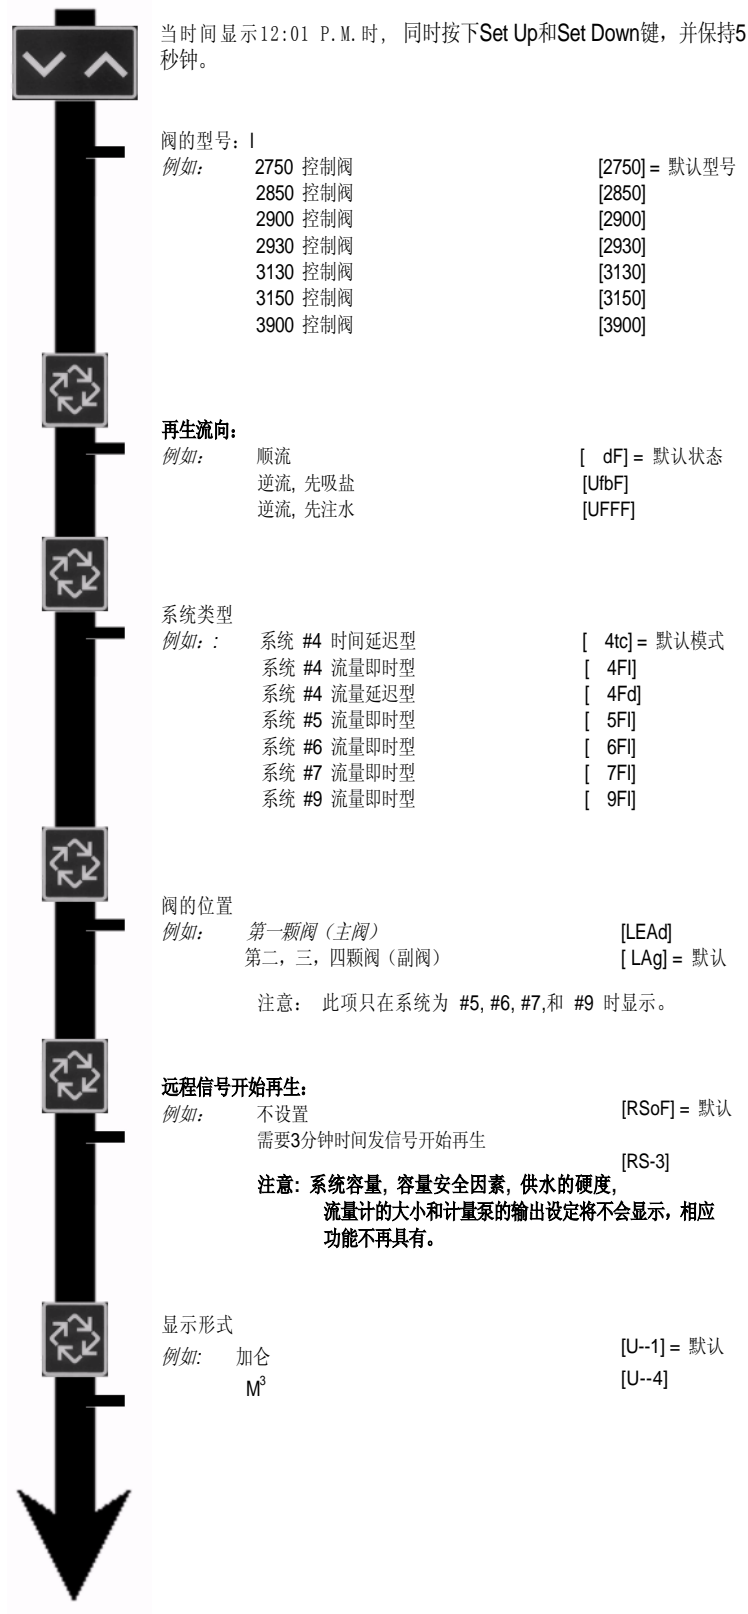 当时间显示12:01 P.M.时, 同时按下Set Up和Set Down键，并保持5
秒钟。
阀的型号: I
例如: 2750 控制阀 [2750] = 默认型号
2850 控制阀 [2850]
2900 控制阀 [2900]
2930 控制阀 [2930]
3130 控制阀 [3130]
3150 控制阀 [3150]
3900 控制阀 [3900]
再生流向:
例如: 顺流 [ dF] = 默认状态
逆流, 先吸盐 [UfbF]
逆流, 先注水 [UFFF]
系统类型
例如: : 系统 #4 时间延迟型 [ 4tc] = 默认模式
系统 #4 流量即时型 [ 4FI]
系统 #4 流量延迟型 [ 4Fd]
系统 #5 流量即时型 [ 5FI]
系统 #6 流量即时型 [ 6FI]
系统 #7 流量即时型 [ 7FI]
系统 #9 流量即时型 [ 9FI]
阀的位置
例如: 第一颗阀（主阀） [LEAd]
第二，三，四颗阀（副阀） [ LAg] = 默认
注意: 此项只在系统为 #5, #6, #7,和 #9 时显示。
远程信号开始再生:
例如: 不设置 [RSoF] = 默认
需要3分钟时间发信号开始再生 [RS-3]
注意: 系统容量, 容量安全因素, 供水的硬度,
流量计的大小和计量泵的输出设定将不会显示，相应
功能不再具有。
显示形式
例如: 加仑 [U--1] = 默认
M³ [U--4]